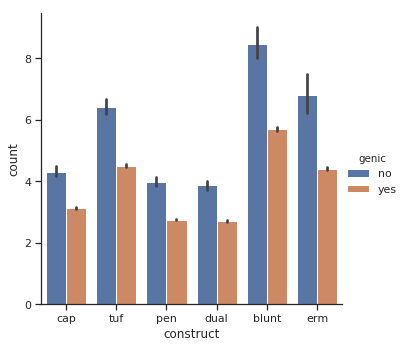 8
6
4
2
0
count
cap tuf pen dual blunt erm
construct
genic
no
yes